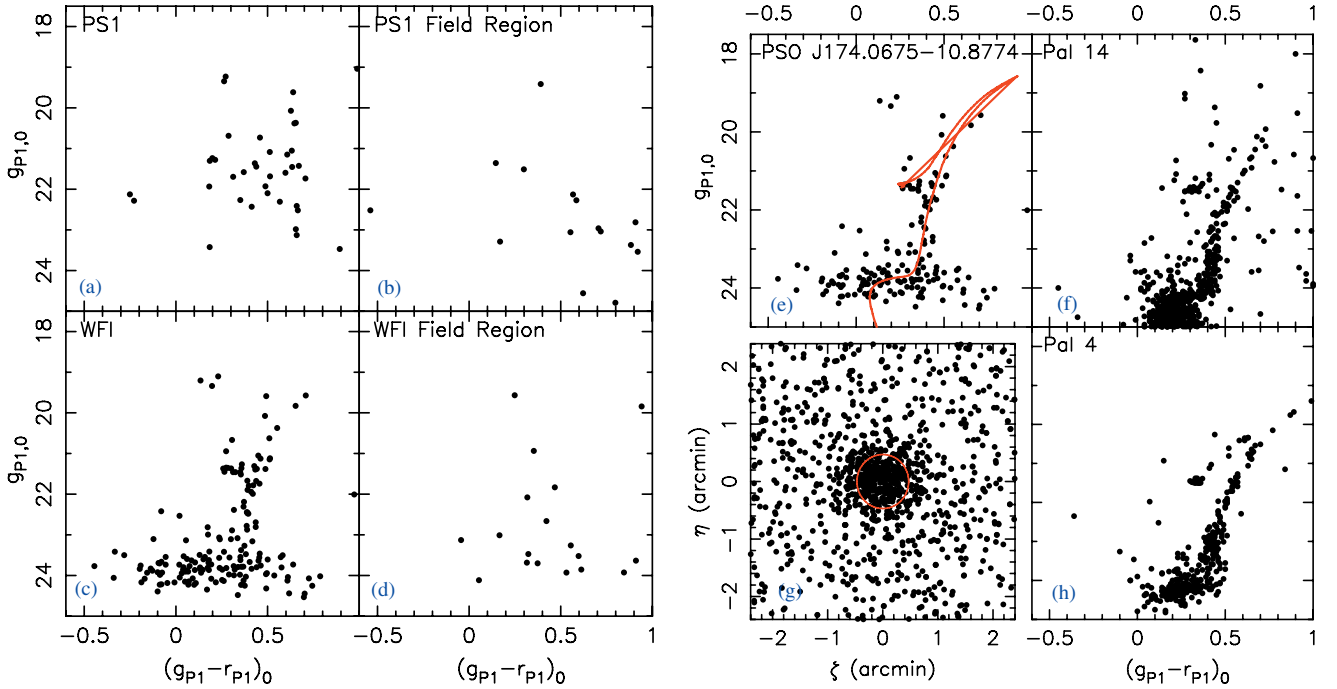 PS1
PS1 Field Region
18
20
22
24
g_P1,0
(a)
(b)
WFI
WFI Field Region
18
20
22
24
g_P1,0
(c)
(d)
−0.5 0 0.5
0 0.5 1
(g_P1−r_P1)_0
(g_P1−r_P1)_0
−0.5 0 0.5
−0.5 0 0.5 1
PSO J174.0675−10.8774
Pal 14
18
20
22
24
g_P1,0
(e)
(f)
Pal 4
2
1
0
−1
−2
η (arcmin)
(g)
(h)
−2 −1 0 1 2
−0.5 0 0.5 1
ξ (arcmin)
(g_P1−r_P1)_0